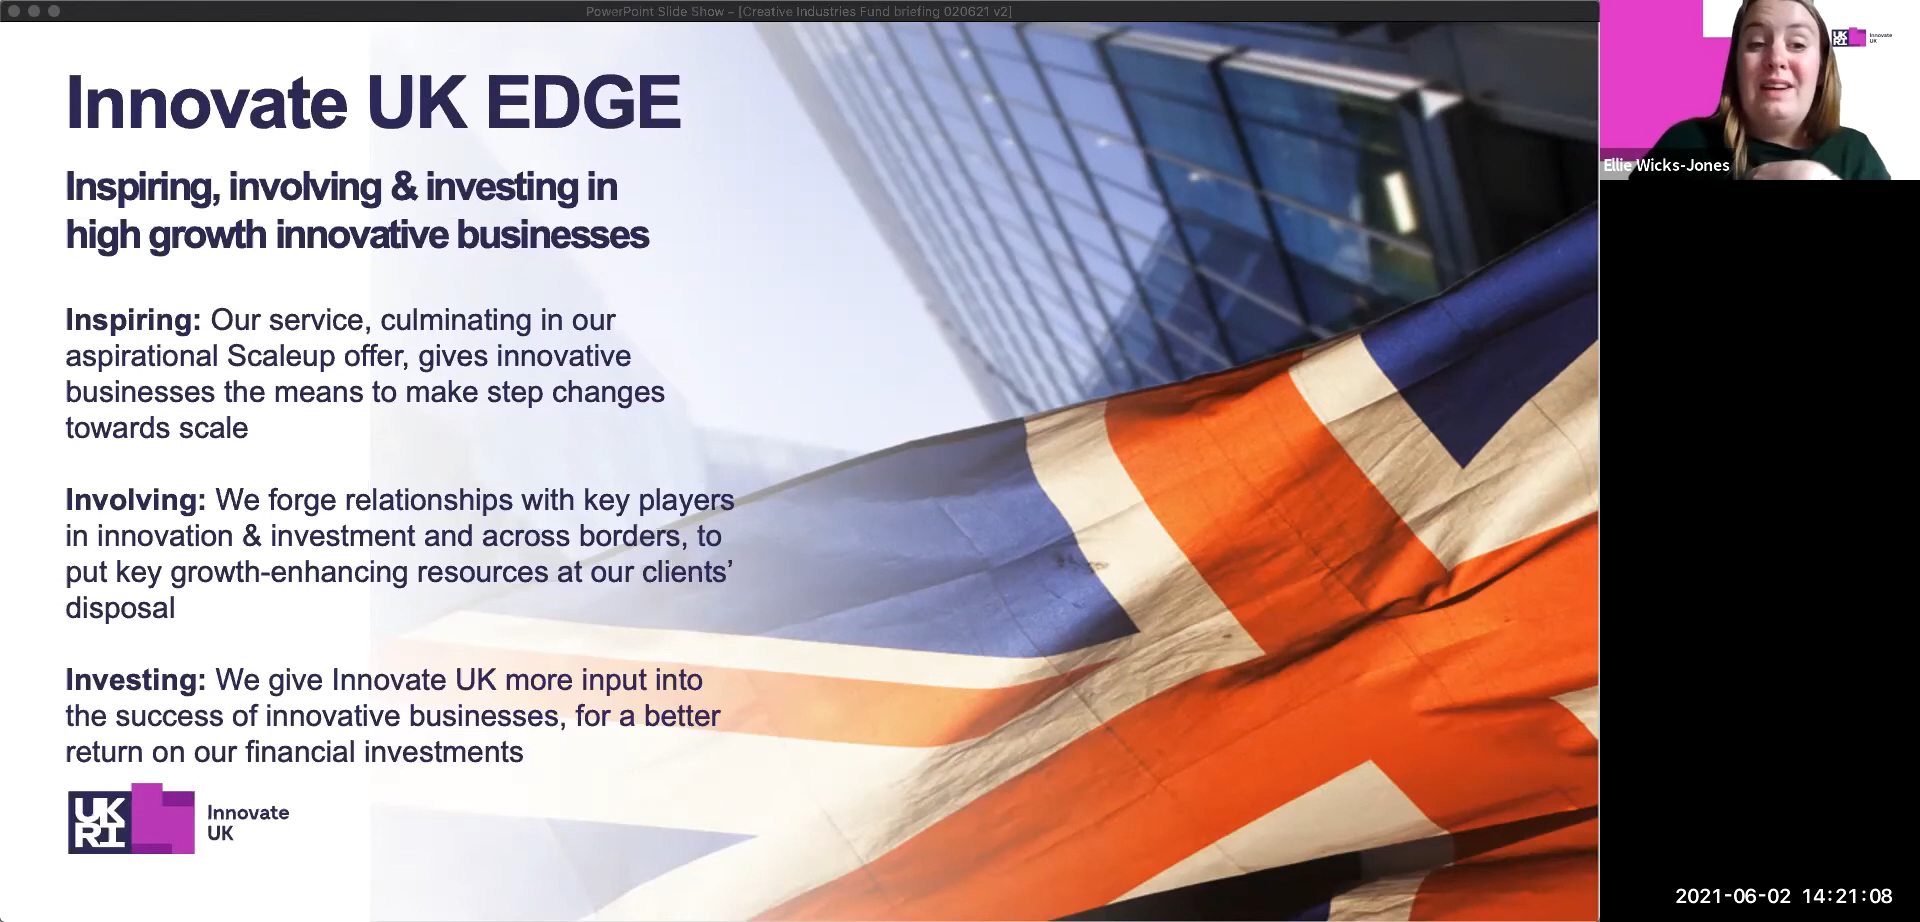 PowerPoint Slide Show – [Creative Industries Fund briefing 020621 v2]
Innovate UK EDGE
Inspiring, involving & investing in
high growth innovative businesses
Inspiring: Our service, culminating in our
aspirational Scaleup offer, gives innovative
businesses the means to make step changes
towards scale
Involving: We forge relationships with key players
in innovation & investment and across borders, to
put key growth-enhancing resources at our clients’
disposal
Investing: We give Innovate UK more input into
the success of innovative businesses, for a better
return on our financial investments
UK
RI
Innovate
UK
UK
RI
Innovate
UK
Ellie Wicks-Jones
2021-06-02 14:21:08